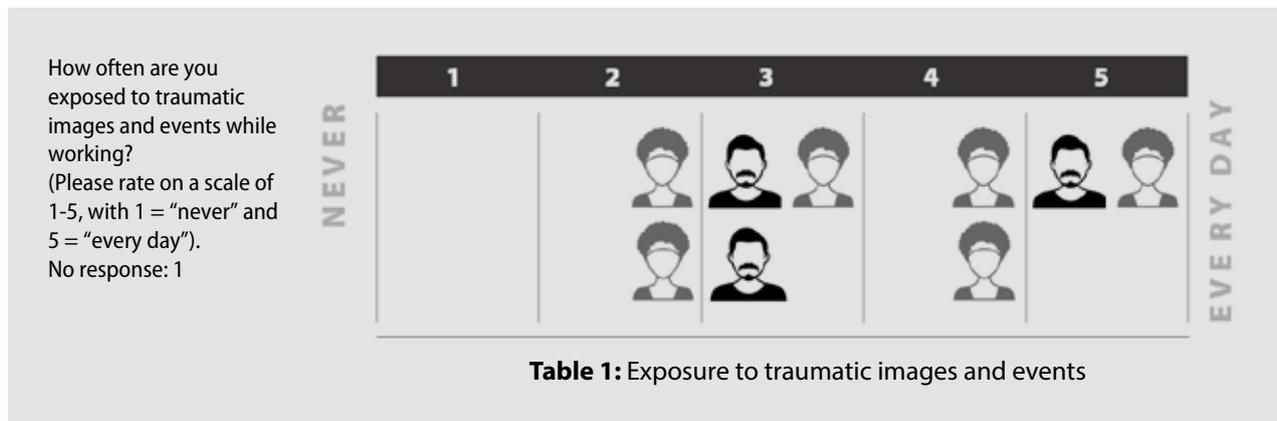 How often are you
exposed to traumatic
images and events while
working?
(Please rate on a scale of
1-5, with 1 = “never” and
5 = “every day”).
No response: 1
NEVER
1 2 3 4 5
EVERY DAY
Table 1: Exposure to traumatic images and events